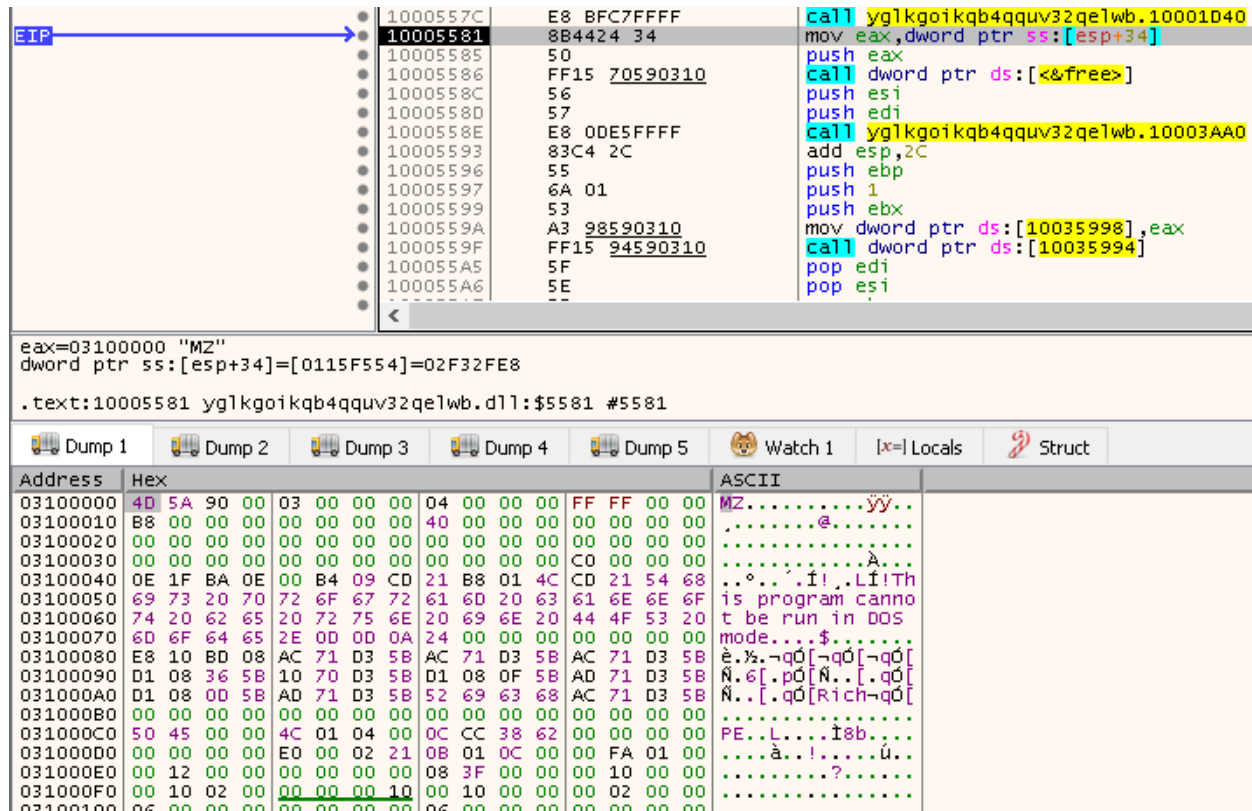 1000557C E8 BFC7FFFF call yglkgoikqb4qquv32qelwb.10001D40
EIP 10005581 8B4424 34 mov eax,dword ptr ss:[esp+34]
10005585 50 push eax
10005586 FF15 70590310 call dword ptr ds:[<&free>]
1000558C 56 push esi
1000558D 57 push edi
1000558E E8 0DE5FFFF call yglkgoikqb4qquv32qelwb.10003AA0
10005593 83C4 2C add esp,2C
10005596 55 push ebp
10005597 6A 01 push 1
10005599 53 push ebx
1000559A A3 98590310 mov dword ptr ds:[10035998],eax
1000559F FF15 94590310 call dword ptr ds:[10035994]
100055A5 5F pop edi
100055A6 5E pop esi
eax=03100000 "MZ"
dword ptr ss:[esp+34]=[0115F554]=02F32FE8
.text:10005581 yglkgoikqb4qquv32qelwb.dll:$5581 #5581
Dump 1 Dump 2 Dump 3 Dump 4 Dump 5 Watch 1 [x=] Locals Struct
Address Hex ASCII
03100000 4D 5A 90 00 03 00 00 00 04 00 00 00 FF FF 00 00 MZ..........ÿÿ..
03100010 B8 00 00 00 00 00 00 00 40 00 00 00 00 00 00 00 ¸.......@.......
03100020 00 00 00 00 00 00 00 00 00 00 00 00 00 00 00 00 ................
03100030 00 00 00 00 00 00 00 00 00 00 00 00 C0 00 00 00 ............À...
03100040 0E 1F BA 0E 00 B4 09 CD 21 B8 01 4C CD 21 54 68 ..º..´.Í!¸.LÍ!Th
03100050 69 73 20 70 72 6F 67 72 61 6D 20 63 61 6E 6E 6F is program canno
03100060 74 20 62 65 20 72 75 6E 20 69 6E 20 44 4F 53 20 t be run in DOS
03100070 6D 6F 64 65 2E 0D 0D 0A 24 00 00 00 00 00 00 00 mode....$.......
03100080 E8 10 BD 08 AC 71 D3 5B AC 71 D3 5B AC 71 D3 5B è.½.¬qÓ[¬qÓ[¬qÓ[
03100090 D1 08 36 5B 10 70 D3 5B D1 08 0F 5B AD 71 D3 5B Ñ.6[.pÓ[Ñ..[.qÓ[
031000A0 D1 08 0D 5B AD 71 D3 5B 52 69 63 68 AC 71 D3 5B Ñ..[.qÓ[Rich¬qÓ[
031000B0 00 00 00 00 00 00 00 00 00 00 00 00 00 00 00 00 ................
031000C0 50 45 00 00 4C 01 04 00 0C CC 38 62 00 00 00 00 PE..L....Ì8b....
031000D0 00 00 00 00 E0 00 02 21 0B 01 0C 00 00 FA 01 00 ....à..!.....ú..
031000E0 00 12 00 00 00 00 00 00 08 3F 00 00 00 10 00 00 .........?......
031000F0 00 10 02 00 00 00 00 10 00 10 00 00 00 02 00 00 ................